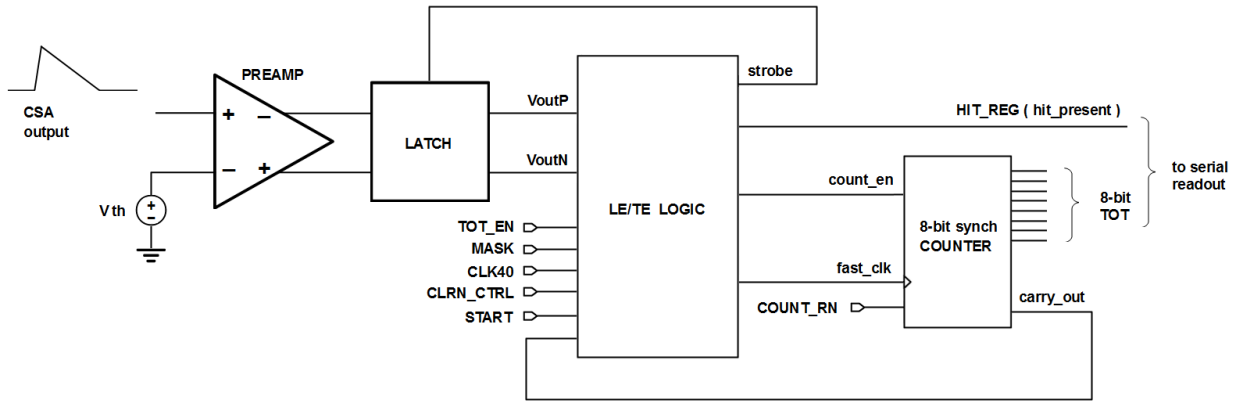 PREAMP
CSA
output
+
−
−
+
Vth
+
−
LATCH
VoutP
VoutN
TOT_EN
MASK
CLK40
CLRN_CTRL
START
LE/TE LOGIC
strobe
HIT_REG ( hit_present )
count_en
fast_clk
COUNT_RN
8-bit synch
COUNTER
carry_out
8-bit
TOT
to serial
readout